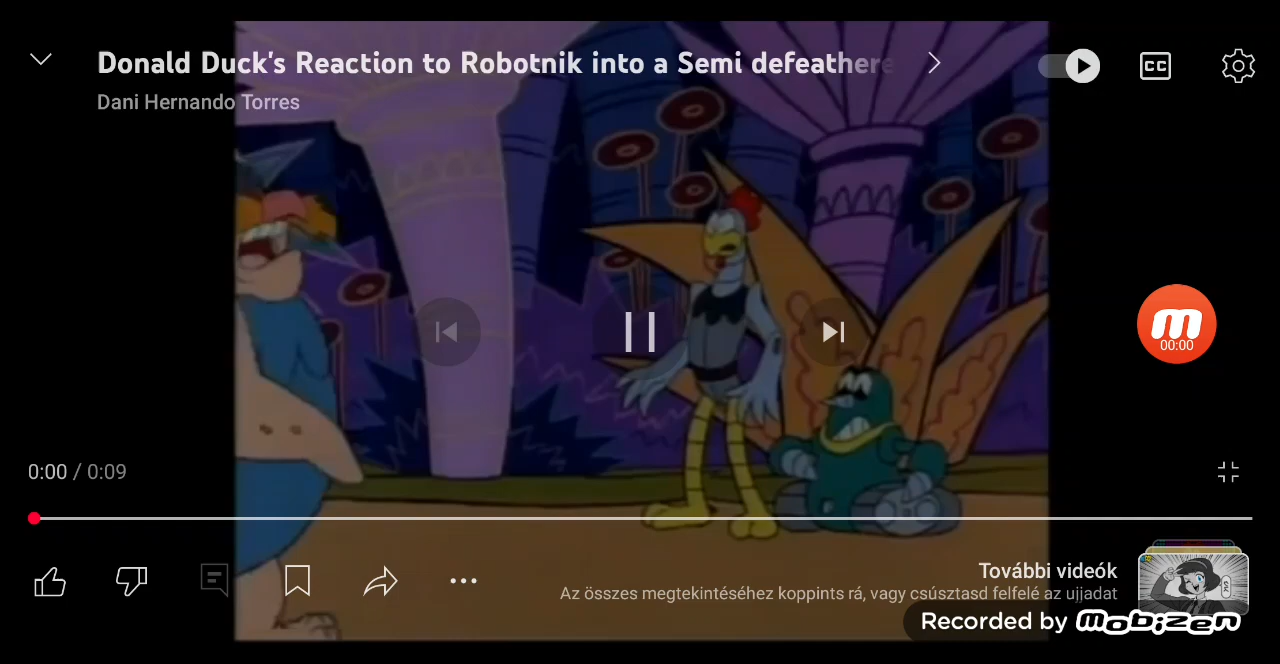 Donald Duck's Reaction to Robotnik into a Semi defeathere
Dani Hernando Torres
CC
m
00:00
0:00 / 0:09
További videók
Az összes megtekintéséhez koppints rá, vagy csúsztasd felfelé az ujjadat
Recorded by mobizen